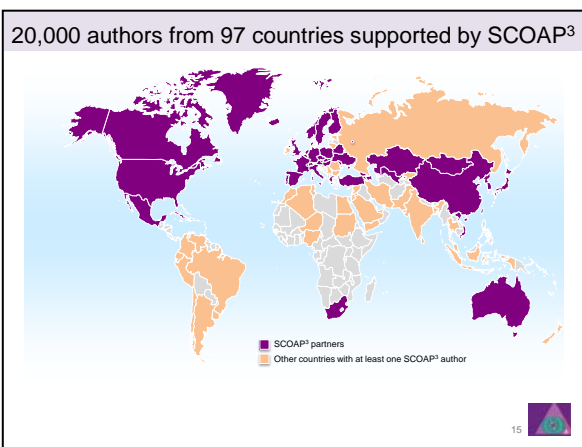 20,000 authors from 97 countries supported by SCOAP³
SCOAP³ partners
Other countries with at least one SCOAP³ author
15